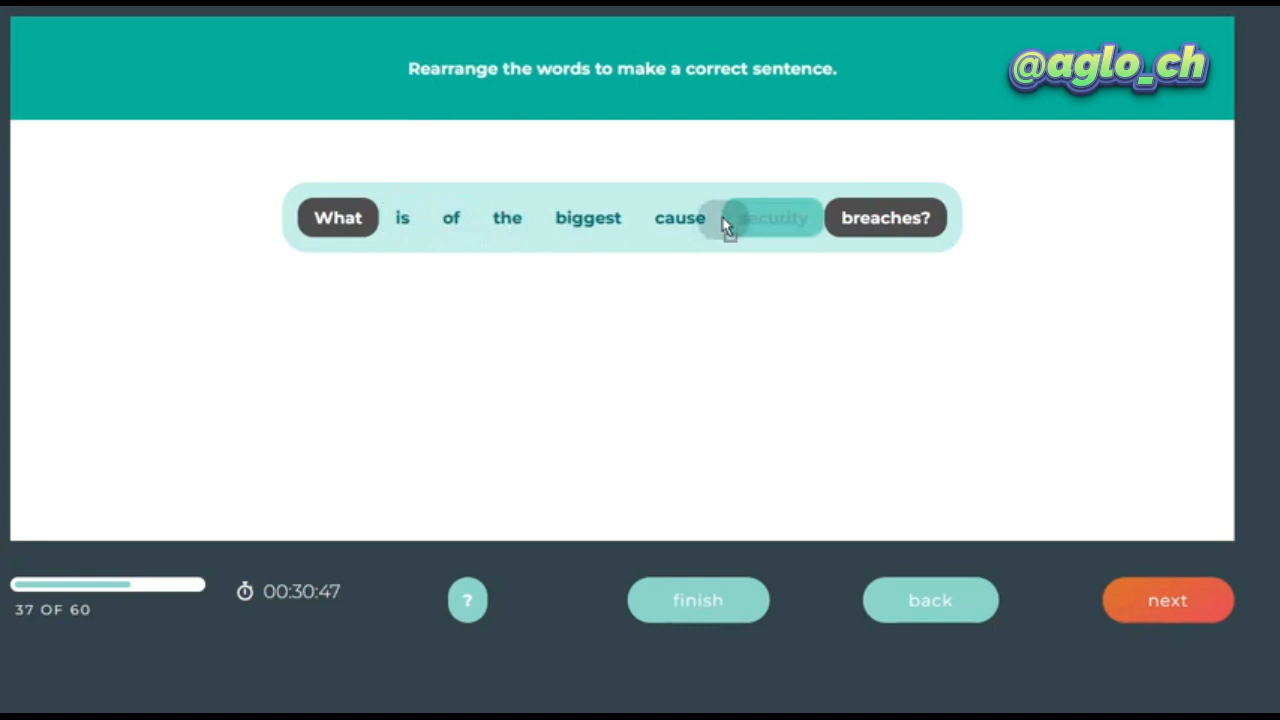 Rearrange the words to make a correct sentence.
@aglo_ch
What is of the biggest cause security breaches?
37 OF 60
00:30:47
?
finish
back
next